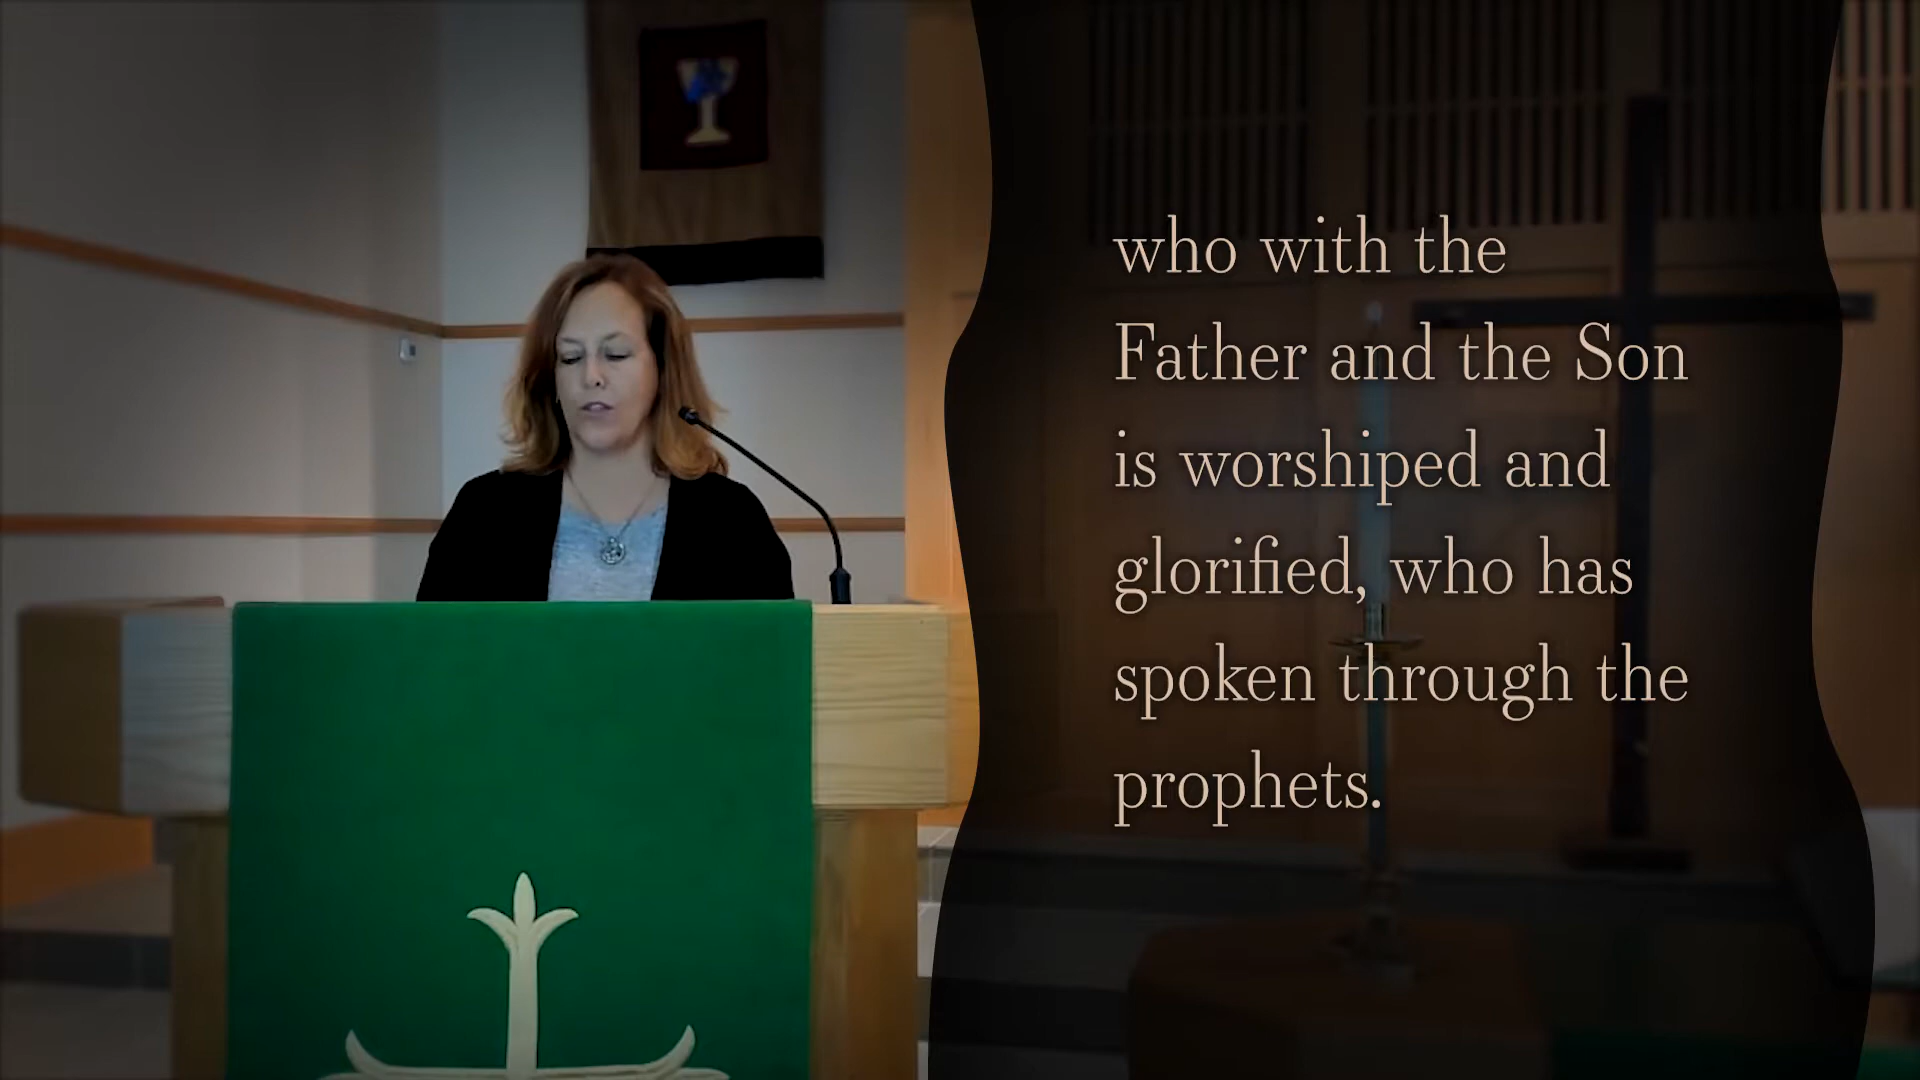 who with the
Father and the Son
is worshiped and
glorified, who has
spoken through the
prophets.